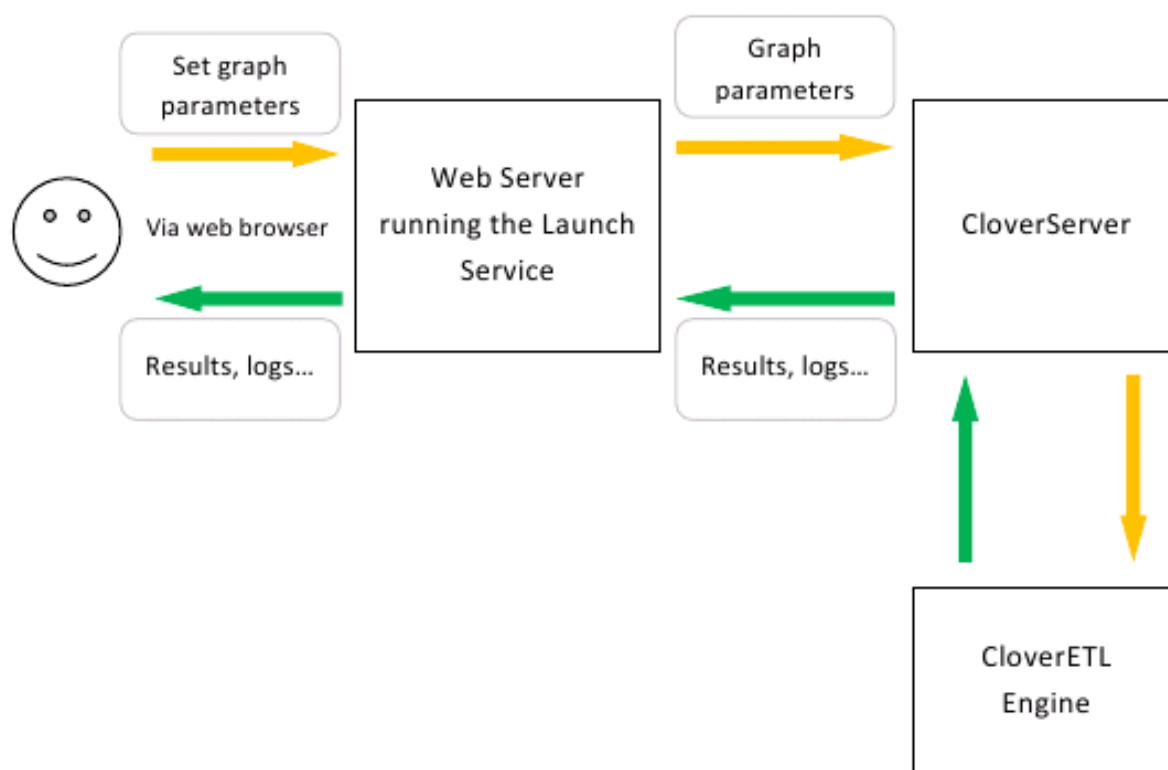 Set graph
parameters
Graph
parameters
Via web browser
Web Server
running the Launch
Service
CloverServer
Results, logs…
Results, logs…
CloverETL
Engine